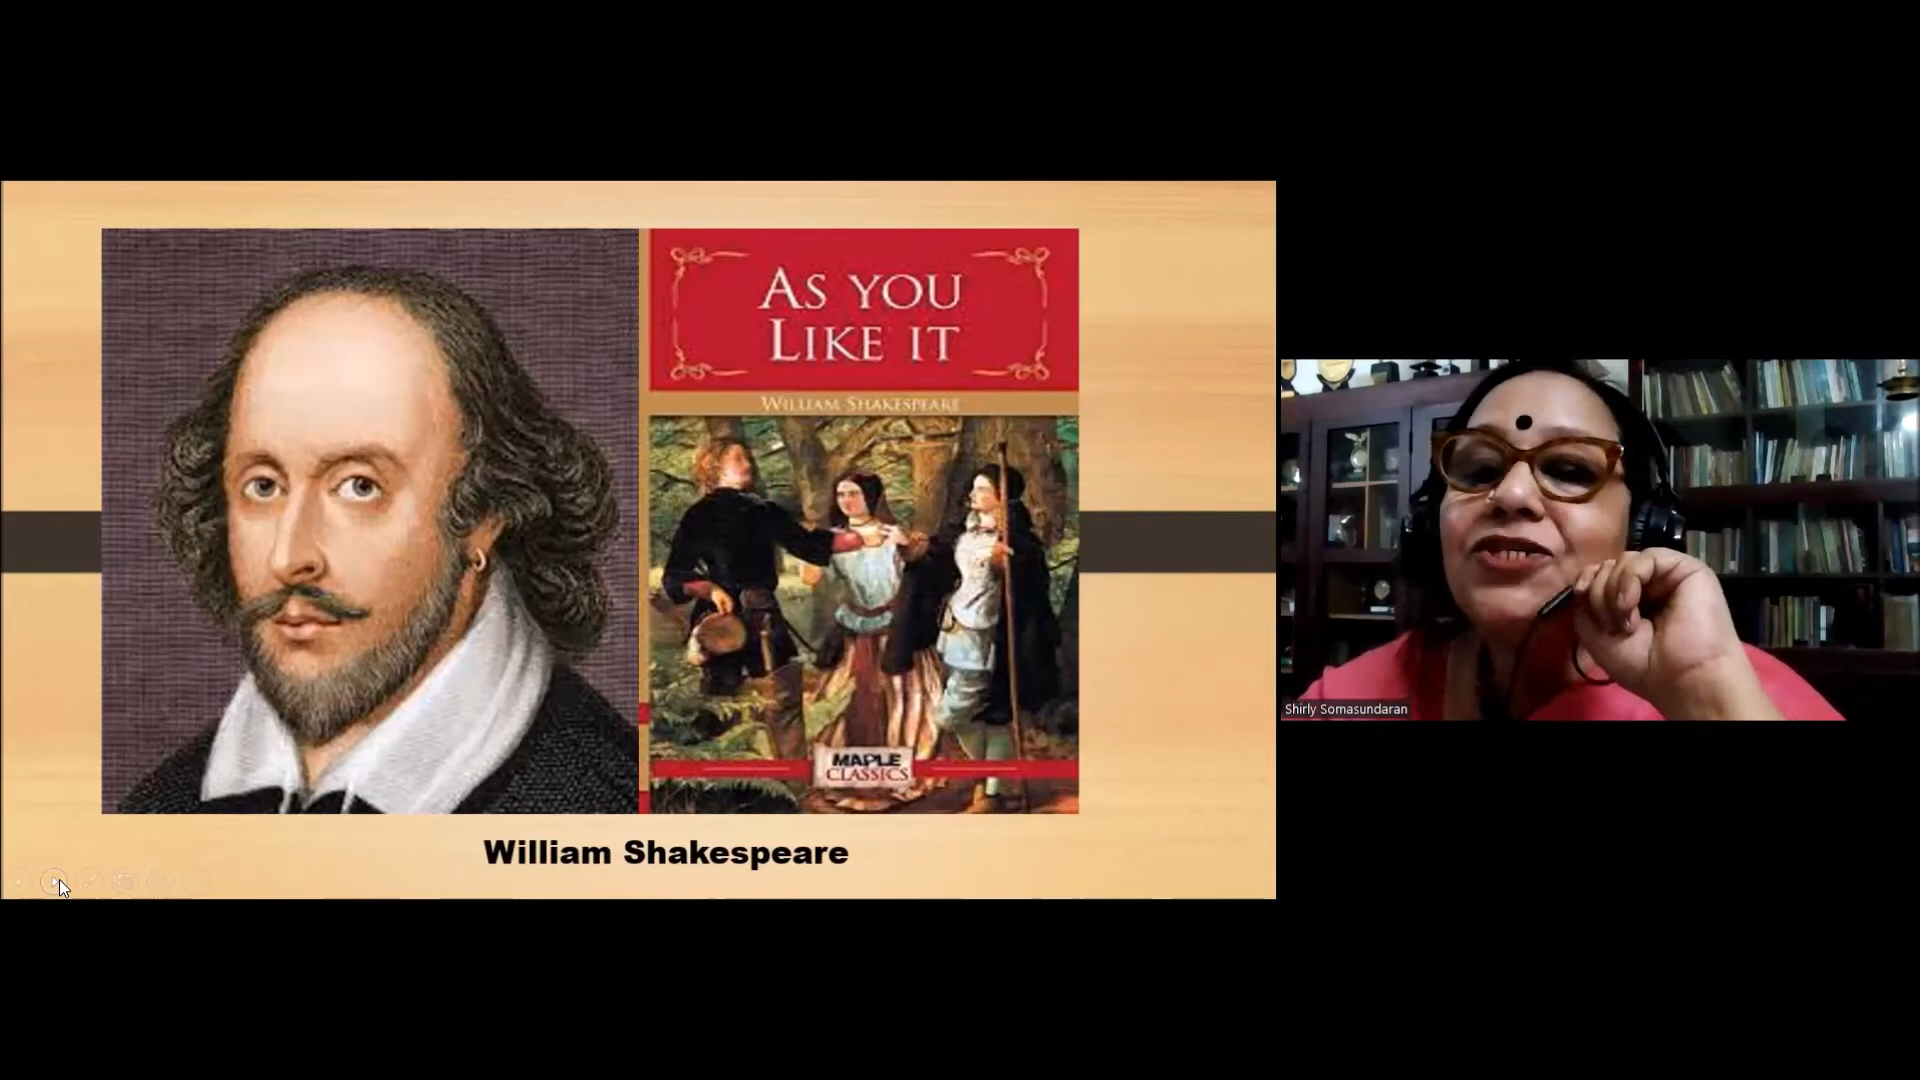 As you
Like it
William Shakespeare
MAPLE
CLASSICS
William Shakespeare
Shirly Somasundaran